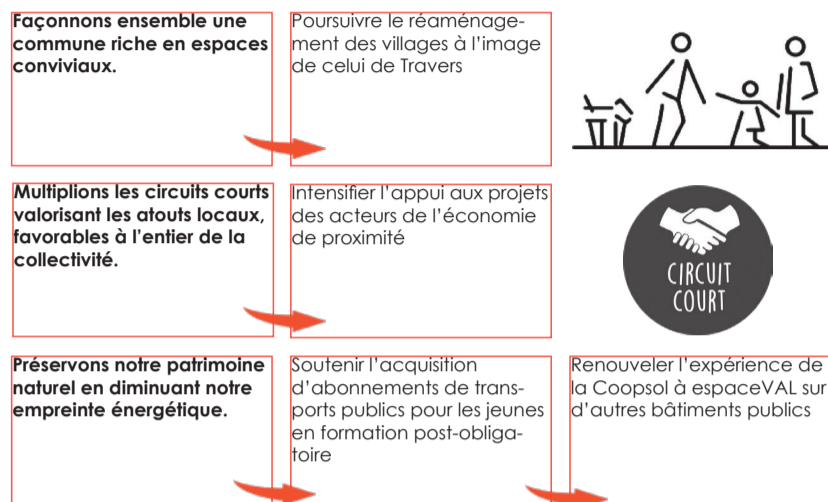 Façonnons ensemble une
commune riche en espaces
conviviaux.
Poursuivre le réaménage-
ment des villages à l'image
de celui de Travers
Multiplions les circuits courts
valorisant les atouts locaux,
favorables à l'entier de la
collectivité.
Intensifier l'appui aux projets
des acteurs de l'économie
de proximité
CIRCUIT
COURT
Préservons notre patrimoine
naturel en diminuant notre
empreinte énergétique.
Soutenir l'acquisition
d'abonnements de trans-
ports publics pour les jeunes
en formation post-obliga-
toire
Renouveler l'expérience de
la Coopsol à espaceVAL sur
d'autres bâtiments publics